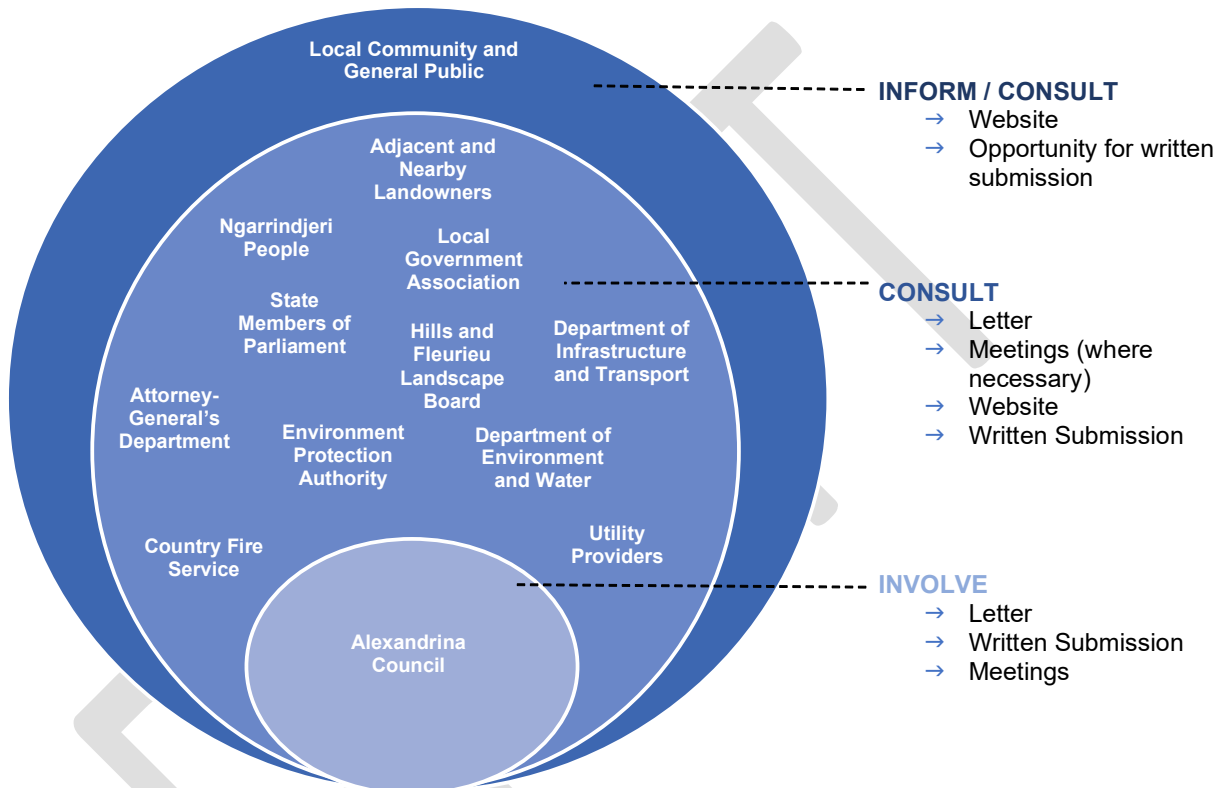 Local Community and
General Public
Adjacent and
Nearby
Landowners
Ngarrindjeri
People
Local
Government
Association
State
Members of
Parliament
Hills and
Fleurieu
Landscape
Board
Department of
Infrastructure
and Transport
Attorney-
General’s
Department
Environment
Protection
Authority
Department of
Environment
and Water
Country Fire
Service
Utility
Providers
Alexandrina
Council
INFORM / CONSULT
→ Website
→ Opportunity for written
submission
CONSULT
→ Letter
→ Meetings (where
necessary)
→ Website
→ Written Submission
INVOLVE
→ Letter
→ Written Submission
→ Meetings